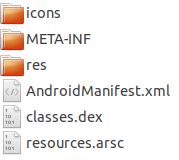 icons
META-INF
res
AndroidManifest.xml
classes.dex
resources.arsc